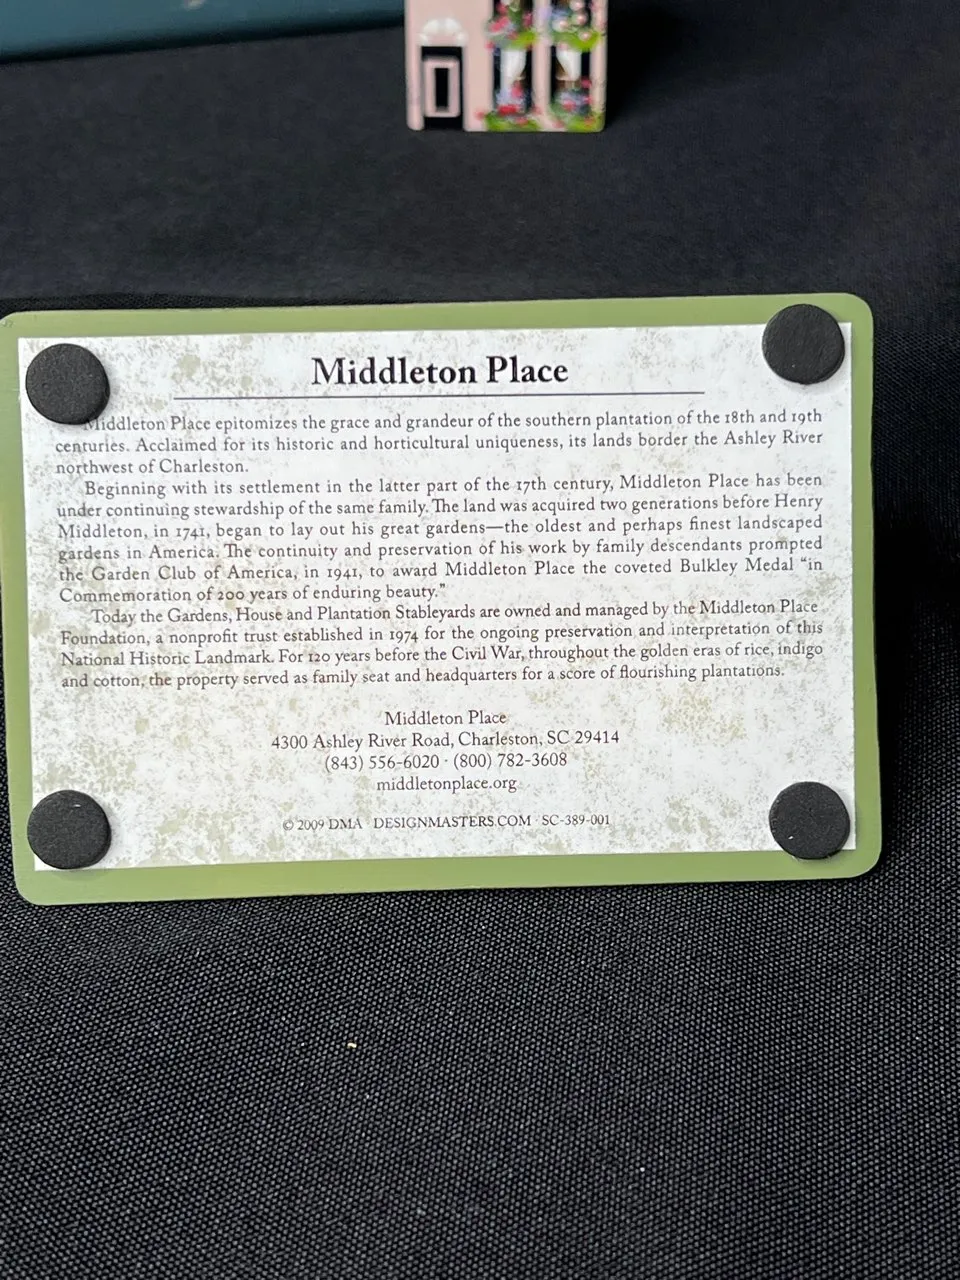 Middleton Place
Middleton Place epitomizes the grace and grandeur of the southern plantation of the 18th and 19th
centuries. Acclaimed for its historic and horticultural uniqueness, its lands border the Ashley River
northwest of Charleston.
Beginning with its settlement in the latter part of the 17th century, Middleton Place has been
under continuing stewardship of the same family. The land was acquired two generations before Henry
Middleton, in 1741, began to lay out his great gardens—the oldest and perhaps finest landscaped
gardens in America. The continuity and preservation of his work by family descendants prompted
the Garden Club of America, in 1941, to award Middleton Place the coveted Bulkley Medal “in
Commemoration of 200 years of enduring beauty.”
Today the Gardens, House and Plantation Stableyards are owned and managed by the Middleton Place
Foundation, a nonprofit trust established in 1974 for the ongoing preservation and interpretation of this
National Historic Landmark. For 120 years before the Civil War, throughout the golden eras of rice, indigo
and cotton, the property served as family seat and headquarters for a score of flourishing plantations.
Middleton Place
4300 Ashley River Road, Charleston, SC 29414
(843) 556-6020 · (800) 782-3608
middletonplace.org
© 2009 DMA DESIGNMASTERS.COM · SC-389-001